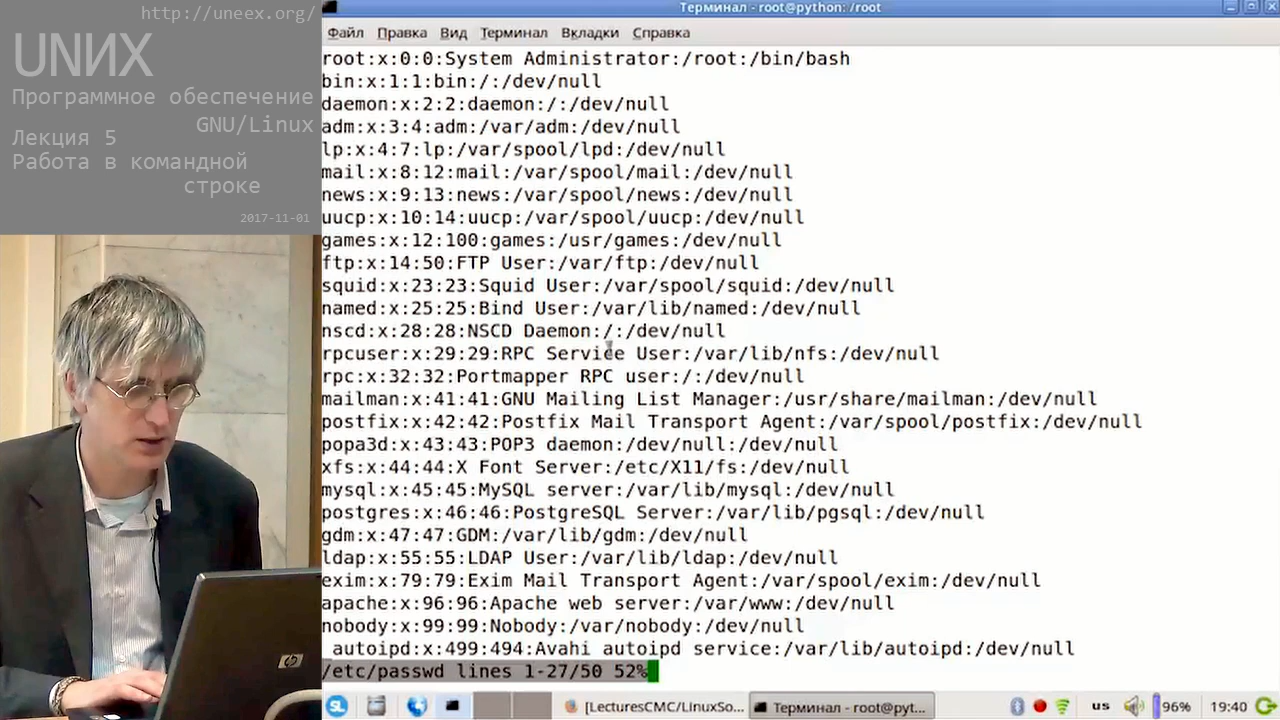 http://uneex.org/
UNИX
Программное обеспечение
GNU/Linux
Лекция 5
Работа в командной
строке
2017-11-01
Терминал - root@python: /root
Файл Правка Вид Терминал Вкладки Справка
root:x:0:0:System Administrator:/root:/bin/bash
bin:x:1:1:bin:/:/dev/null
daemon:x:2:2:daemon:/:/dev/null
adm:x:3:4:adm:/var/adm:/dev/null
lp:x:4:7:lp:/var/spool/lpd:/dev/null
mail:x:8:12:mail:/var/spool/mail:/dev/null
news:x:9:13:news:/var/spool/news:/dev/null
uucp:x:10:14:uucp:/var/spool/uucp:/dev/null
games:x:12:100:games:/usr/games:/dev/null
ftp:x:14:50:FTP User:/var/ftp:/dev/null
squid:x:23:23:Squid User:/var/spool/squid:/dev/null
named:x:25:25:Bind User:/var/lib/named:/dev/null
nscd:x:28:28:NSCD Daemon:/:/dev/null
rpcuser:x:29:29:RPC Service User:/var/lib/nfs:/dev/null
rpc:x:32:32:Portmapper RPC user:/:/dev/null
mailman:x:41:41:GNU Mailing List Manager:/usr/share/mailman:/dev/null
postfix:x:42:42:Postfix Mail Transport Agent:/var/spool/postfix:/dev/null
popa3d:x:43:43:POP3 daemon:/dev/null:/dev/null
xfs:x:44:44:X Font Server:/etc/X11/fs:/dev/null
mysql:x:45:45:MySQL server:/var/lib/mysql:/dev/null
postgres:x:46:46:PostgreSQL Server:/var/lib/pgsql:/dev/null
gdm:x:47:47:GDM:/var/lib/gdm:/dev/null
ldap:x:55:55:LDAP User:/var/lib/ldap:/dev/null
exim:x:79:79:Exim Mail Transport Agent:/var/spool/exim:/dev/null
apache:x:96:96:Apache web server:/var/www:/dev/null
nobody:x:99:99:Nobody:/var/nobody:/dev/null
_autoipd:x:499:494:Avahi autoipd service:/var/lib/autoipd:/dev/null
/etc/passwd lines 1-27/50 52%
SL [LecturesCMC/LinuxSo... Терминал - root@pyt... us 96% 19:40
hp